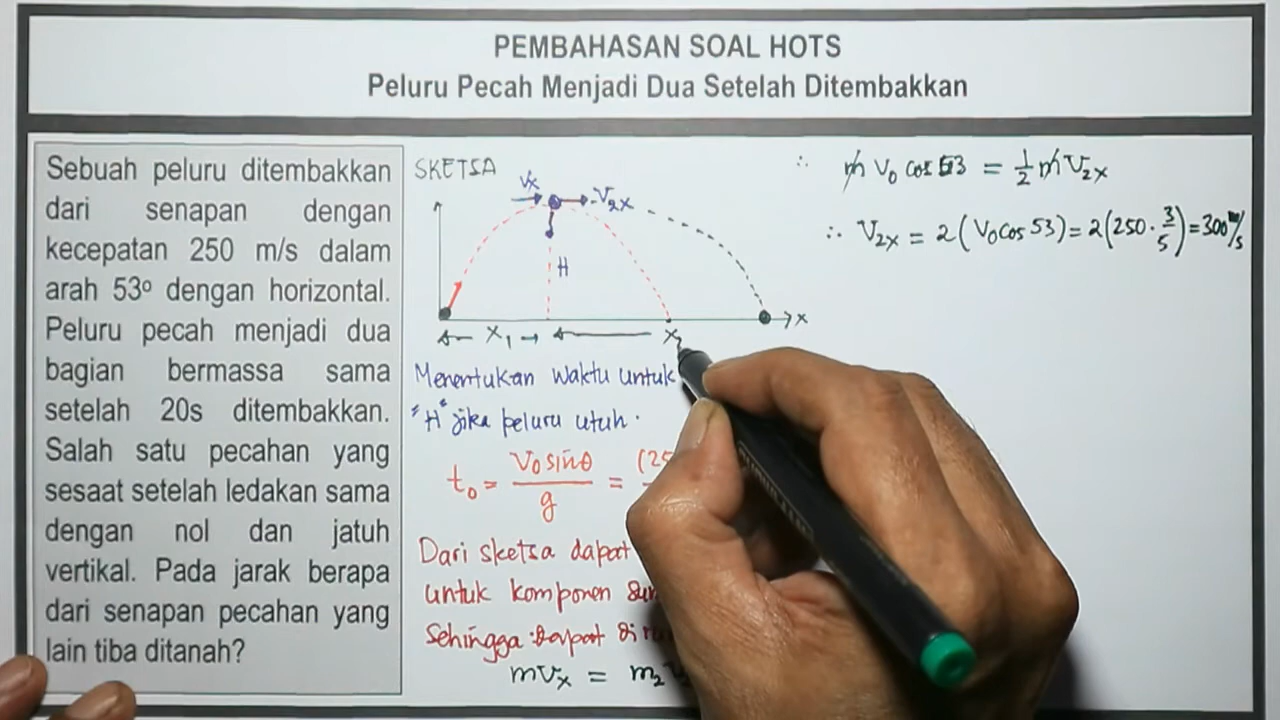 PEMBAHASAN SOAL HOTS
Peluru Pecah Menjadi Dua Setelah Ditembakkan
Sebuah peluru ditembakkan
dari senapan dengan
kecepatan 250 m/s dalam
arah 53º dengan horizontal.
Peluru pecah menjadi dua
bagian bermassa sama
setelah 20s ditembakkan.
Salah satu pecahan yang
sesaat setelah ledakan sama
dengan nol dan jatuh
vertikal. Pada jarak berapa
dari senapan pecahan yang
lain tiba ditanah?
SKETSA
Vx V2x
H
x
x1 x2
Menentukan waktu untuk
"H" jika peluru utuh.
t0 = V0 sinθ / g = (25
Dari sketsa dapat
untuk komponen
Sehingga dapat
mVx = m2
∴ m V0 cos 53 = 1/2 m V2x
∴ V2x = 2(V0 cos 53) = 2(250 · 3/5) = 300 m/s